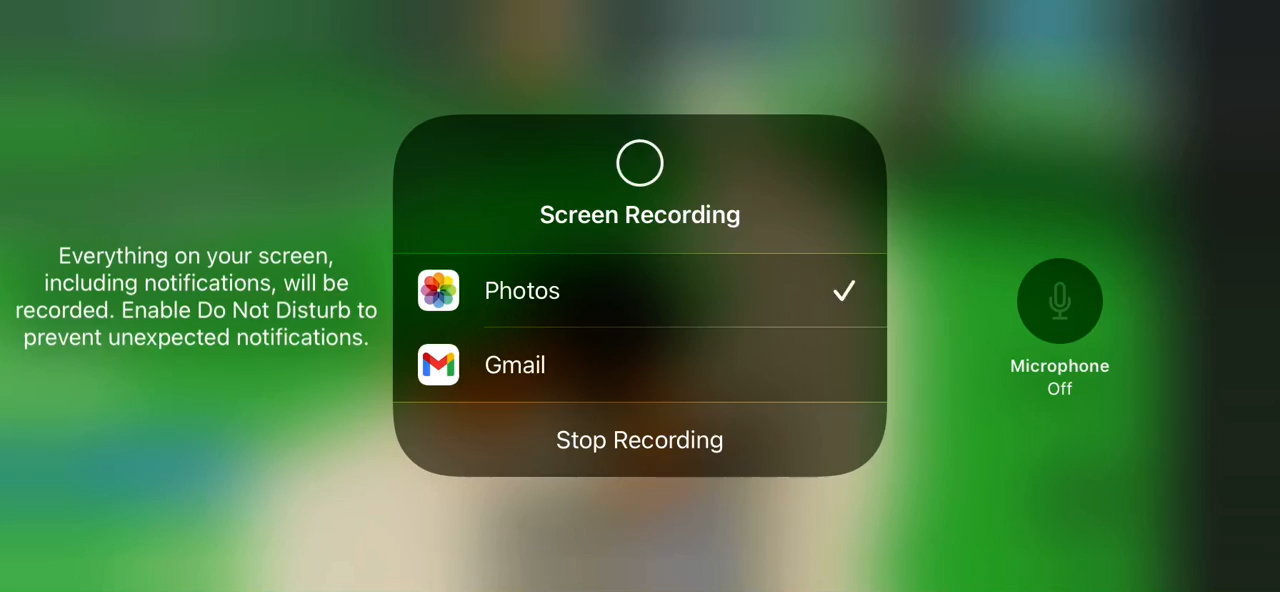 Everything on your screen,
including notifications, will be
recorded. Enable Do Not Disturb to
prevent unexpected notifications.
Screen Recording
Photos
Gmail
Stop Recording
Microphone
Off